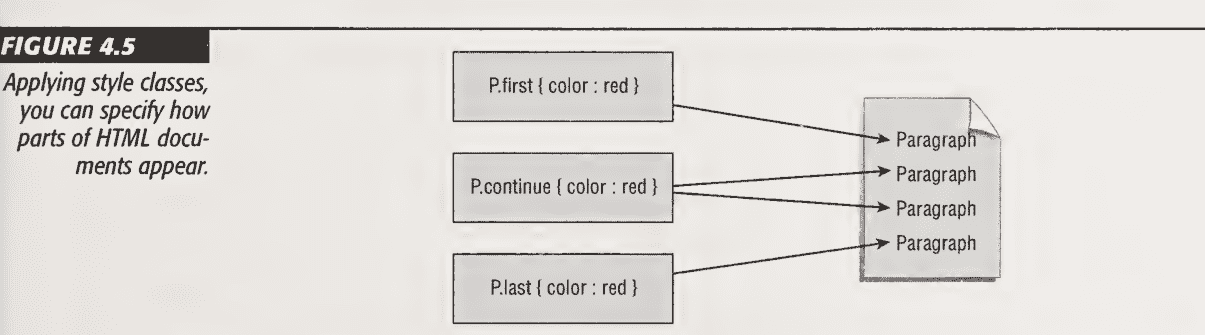 FIGURE 4.5
Applying style classes,
you can specify how
parts of HTML docu-
ments appear.
P.first { color : red }
P.continue { color : red }
P.last { color : red }
Paragraph
Paragraph
Paragraph
Paragraph